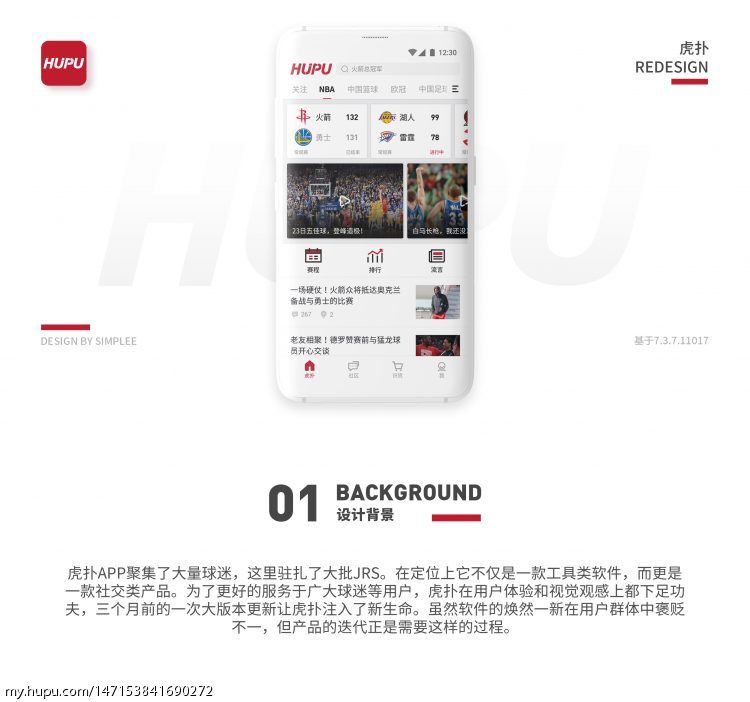 HUPU
虎扑
REDESIGN
12:30
HUPU 火箭总冠军
关注 NBA 中国篮球 欧冠 中国足球
火箭 132
勇士 131
常规赛 已结束
湖人 99
雷霆 78
常规赛 进行中
23日五佳球,登峰造极!
白马长枪,我还没
赛程 排行 流言
一场硬仗!火箭众将抵达奥克兰
备战与勇士的比赛
267 2
老友相聚!德罗赞赛前与猛龙球
员开心交谈
虎扑 社区 识货 我
HUPU
DESIGN BY SIMPLEE
基于7.3.7.11017
01 BACKGROUND
设计背景
虎扑APP聚集了大量球迷,这里驻扎了大批JRS。在定位上它不仅是一款工具类软件,而更是
一款社交类产品。为了更好的服务于广大球迷等用户,虎扑在用户体验和视觉观感上都下足功
夫,三个月前的一次大版本更新让虎扑注入了新生命。虽然软件的焕然一新在用户群体中褒贬
不一,但产品的迭代正是需要这样的过程。
my.hupu.com/147153841690272